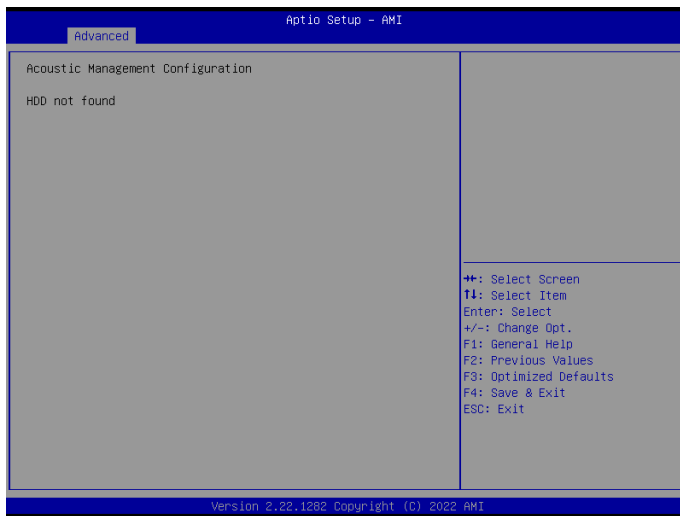 Aptio Setup – AMI
Advanced
Acoustic Management Configuration
HDD not found
→←: Select Screen
↑↓: Select Item
Enter: Select
+/-: Change Opt.
F1: General Help
F2: Previous Values
F3: Optimized Defaults
F4: Save & Exit
ESC: Exit
Version 2.22.1282 Copyright (C) 2022 AMI